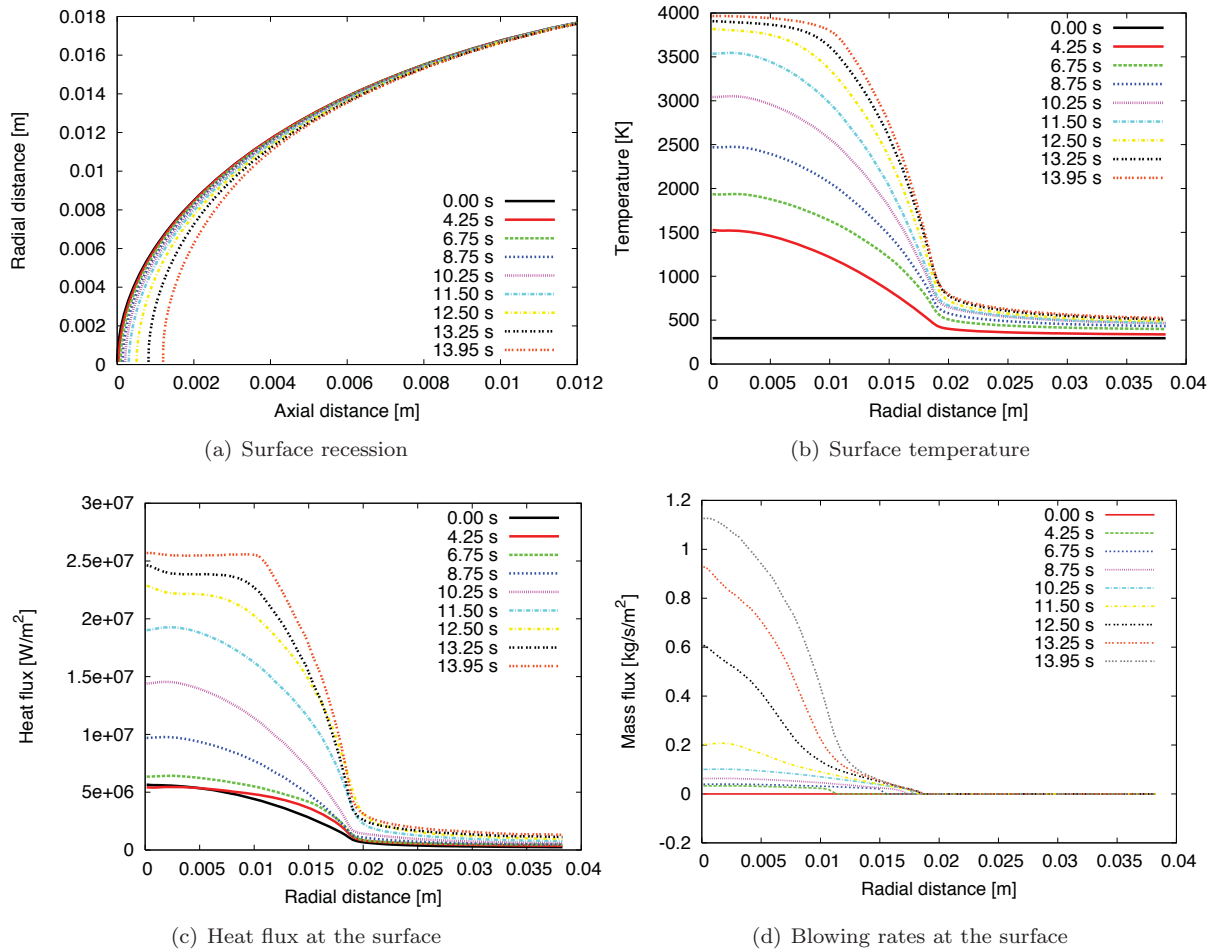 0.018
0.016
0.014
0.012
0.01
0.008
0.006
0.004
0.002
0
Radial distance [m]
0.00 s
4.25 s
6.75 s
8.75 s
10.25 s
11.50 s
12.50 s
13.25 s
13.95 s
0 0.002 0.004 0.006 0.008 0.01 0.012
Axial distance [m]
(a) Surface recession
4000
3500
3000
2500
2000
1500
1000
500
0
Temperature [K]
0.00 s
4.25 s
6.75 s
8.75 s
10.25 s
11.50 s
12.50 s
13.25 s
13.95 s
0 0.005 0.01 0.015 0.02 0.025 0.03 0.035 0.04
Radial distance [m]
(b) Surface temperature
3e+07
2.5e+07
2e+07
1.5e+07
1e+07
5e+06
0
Heat flux [W/m²]
0.00 s
4.25 s
6.75 s
8.75 s
10.25 s
11.50 s
12.50 s
13.25 s
13.95 s
0 0.005 0.01 0.015 0.02 0.025 0.03 0.035 0.04
Radial distance [m]
(c) Heat flux at the surface
1.2
1
0.8
0.6
0.4
0.2
0
-0.2
Mass flux [kg/s/m²]
0.00 s
4.25 s
6.75 s
8.75 s
10.25 s
11.50 s
12.50 s
13.25 s
13.95 s
0 0.005 0.01 0.015 0.02 0.025 0.03 0.035 0.04
Radial distance [m]
(d) Blowing rates at the surface